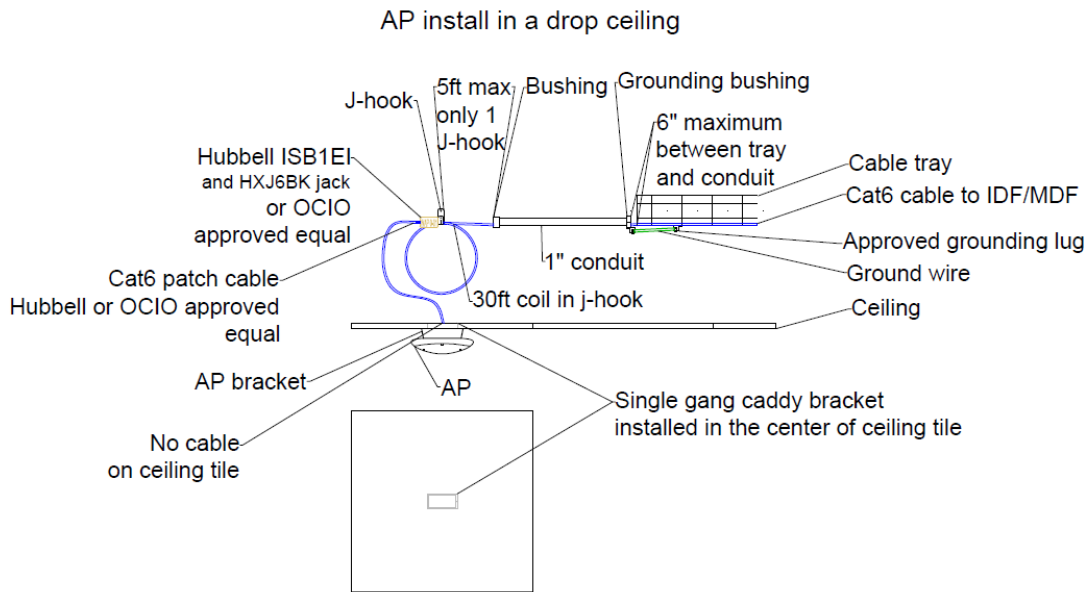 AP install in a drop ceiling
J-hook
5ft max
only 1
J-hook
Bushing
Grounding bushing
6" maximum
between tray
and conduit
Hubbell ISB1EI
and HXJ6BK jack
or OCIO
approved equal
Cable tray
Cat6 cable to IDF/MDF
Approved grounding lug
Ground wire
1" conduit
Cat6 patch cable
Hubbell or OCIO approved
equal
30ft coil in j-hook
Ceiling
AP bracket
AP
Single gang caddy bracket
installed in the center of ceiling tile
No cable
on ceiling tile